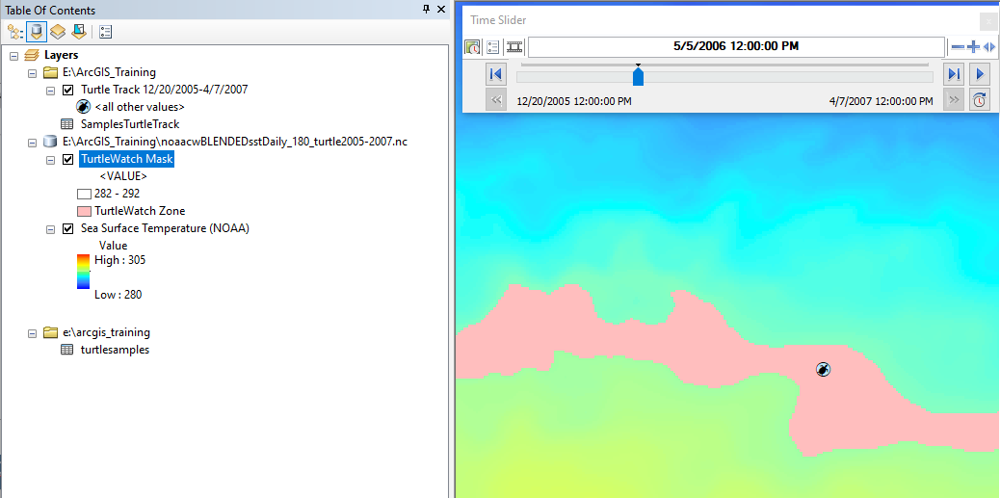 Table Of Contents
Layers
E:\ArcGIS_Training
Turtle Track 12/20/2005-4/7/2007
<all other values>
SamplesTurtleTrack
E:\ArcGIS_Training\noaacwBLENDEDsstDaily_180_turtle2005-2007.nc
TurtleWatch Mask
<VALUE>
282 - 292
TurtleWatch Zone
Sea Surface Temperature (NOAA)
Value
High : 305
Low : 280
e:\arcgis_training
turtlesamples
Time Slider
5/5/2006 12:00:00 PM
12/20/2005 12:00:00 PM
4/7/2007 12:00:00 PM